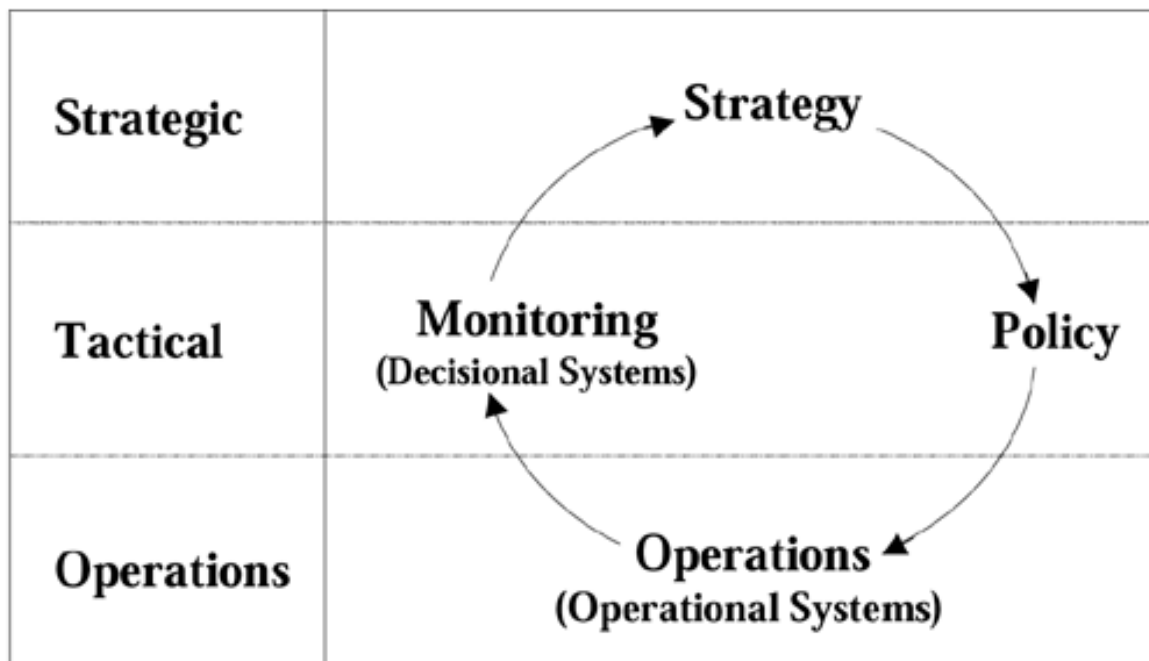 Strategic
Strategy
Tactical
Monitoring
(Decisional Systems)
Policy
Operations
Operations
(Operational Systems)